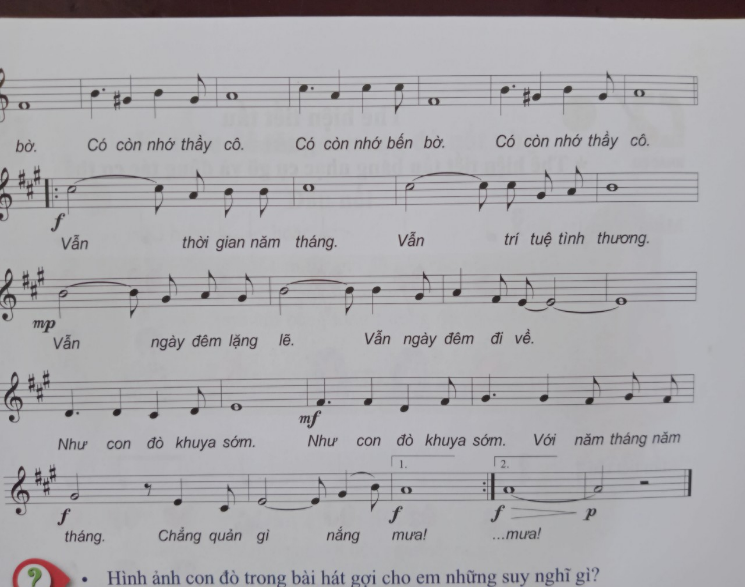 bờ. Có còn nhớ thầy cô. Có còn nhớ bến bờ. Có còn nhớ thầy cô.
f
Vẫn thời gian năm tháng. Vẫn trí tuệ tình thương.
mp
Vẫn ngày đêm lặng lẽ. Vẫn ngày đêm đi về.
mf
Như con đò khuya sớm. Như con đò khuya sớm. Với năm tháng năm
1. 2.
f f f p
tháng. Chẳng quản gì nắng mưa! ...mưa!
? • Hình ảnh con đò trong bài hát gợi cho em những suy nghĩ gì?